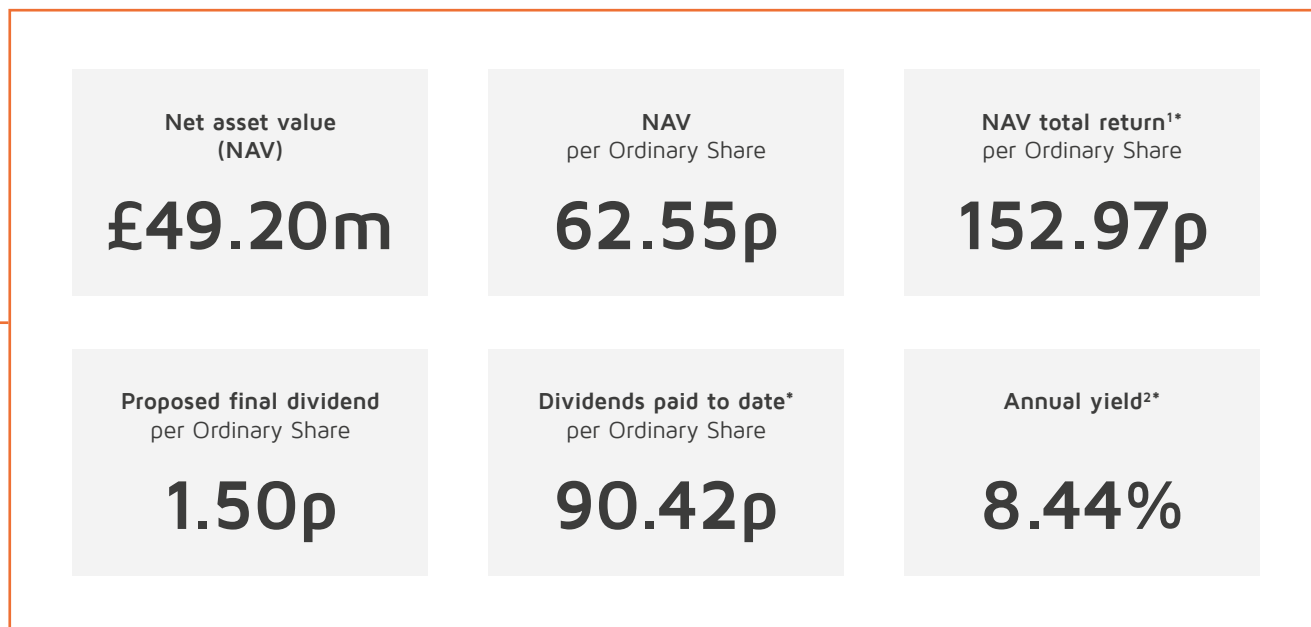 Net asset value
(NAV)
£49.20m
NAV
per Ordinary Share
62.55p
NAV total return¹*
per Ordinary Share
152.97p
Proposed final dividend
per Ordinary Share
1.50p
Dividends paid to date*
per Ordinary Share
90.42p
Annual yield²*
8.44%